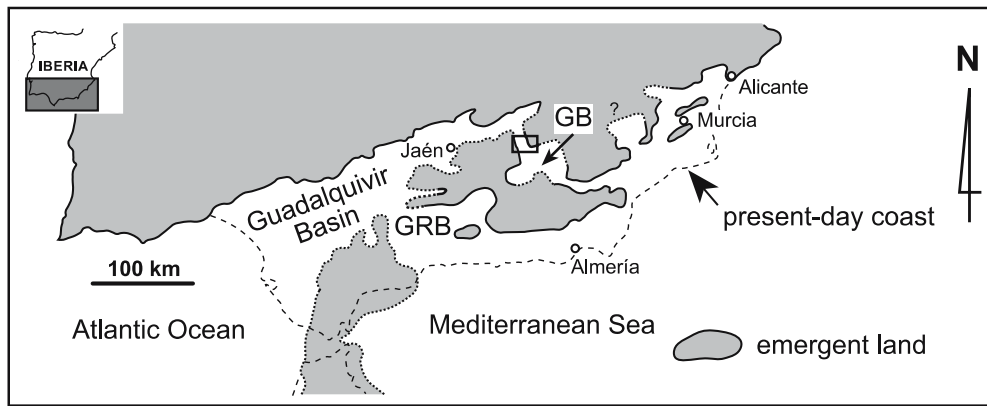 IBERIA
N
Alicante
?
Murcia
GB
Jaén
Guadalquivir
Basin
GRB
present-day coast
Almería
100 km
Atlantic Ocean
Mediterranean Sea
emergent land